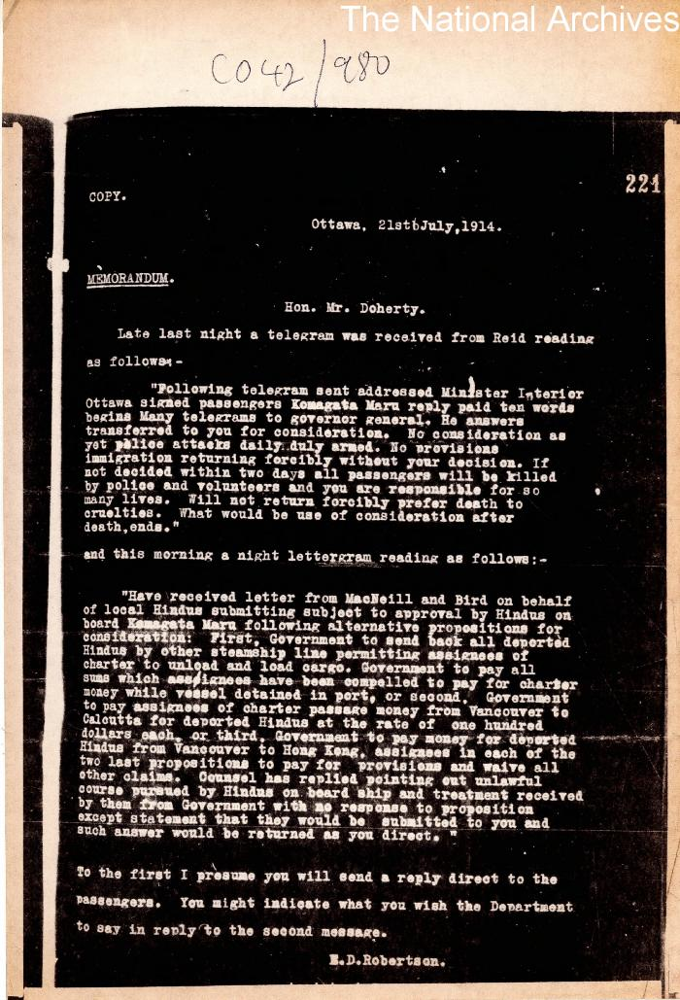 The National Archives
CO42/980
221
COPY.
Ottawa, 21stbJuly,1914.
MEMORANDUM.
Hon. Mr. Doherty.
Late last night a telegram was received from Reid reading
as follows:-
"Following telegram sent addressed Minister Interior
Ottawa signed passengers Komagata Maru reply paid ten words
begins Many telegrams to governor general. He answers
transferred to you for consideration. No consideration as
yet police attacks daily.duly armed. No provisions
immigration returning forcibly without your decision. If
not decided within two days all passengers will be killed
by police and volunteers and you are responsible for so
many lives. Will not return forcibly prefer death to
cruelties. What would be use of consideration after
death,ends."
and this morning a night lettergram reading as follows:-
"Have received letter from MacNeill and Bird on behalf
of local Hindus submitting subject to approval by Hindus on
board Komagata Maru following alternative propositions for
consideration: First, Government to send back all deported
Hindus by other steamship line permitting assignees of
charter to unload and load cargo. Government to pay all
sums which assignees have been compelled to pay for charter
money while vessel detained in port, or second. Government
to pay assignees of charter passage money from Vancouver to
Calcutta for deported Hindus at the rate of one hundred
dollars each, or third. Government to pay money for deported
Hindus from Vancouver to Hong Kong, assignees in each of the
two last propositions to pay for provisions and waive all
other claims. Counsel has replied pointing out unlawful
course pursued by Hindus on board ship and treatment received
by them from Government with no response to proposition
except statement that they would be submitted to you and
such answer would be returned as you direct. "
To the first I presume you will send a reply direct to the
passengers. You might indicate what you wish the Department
to say in reply to the second message.
E.D.Robertson.